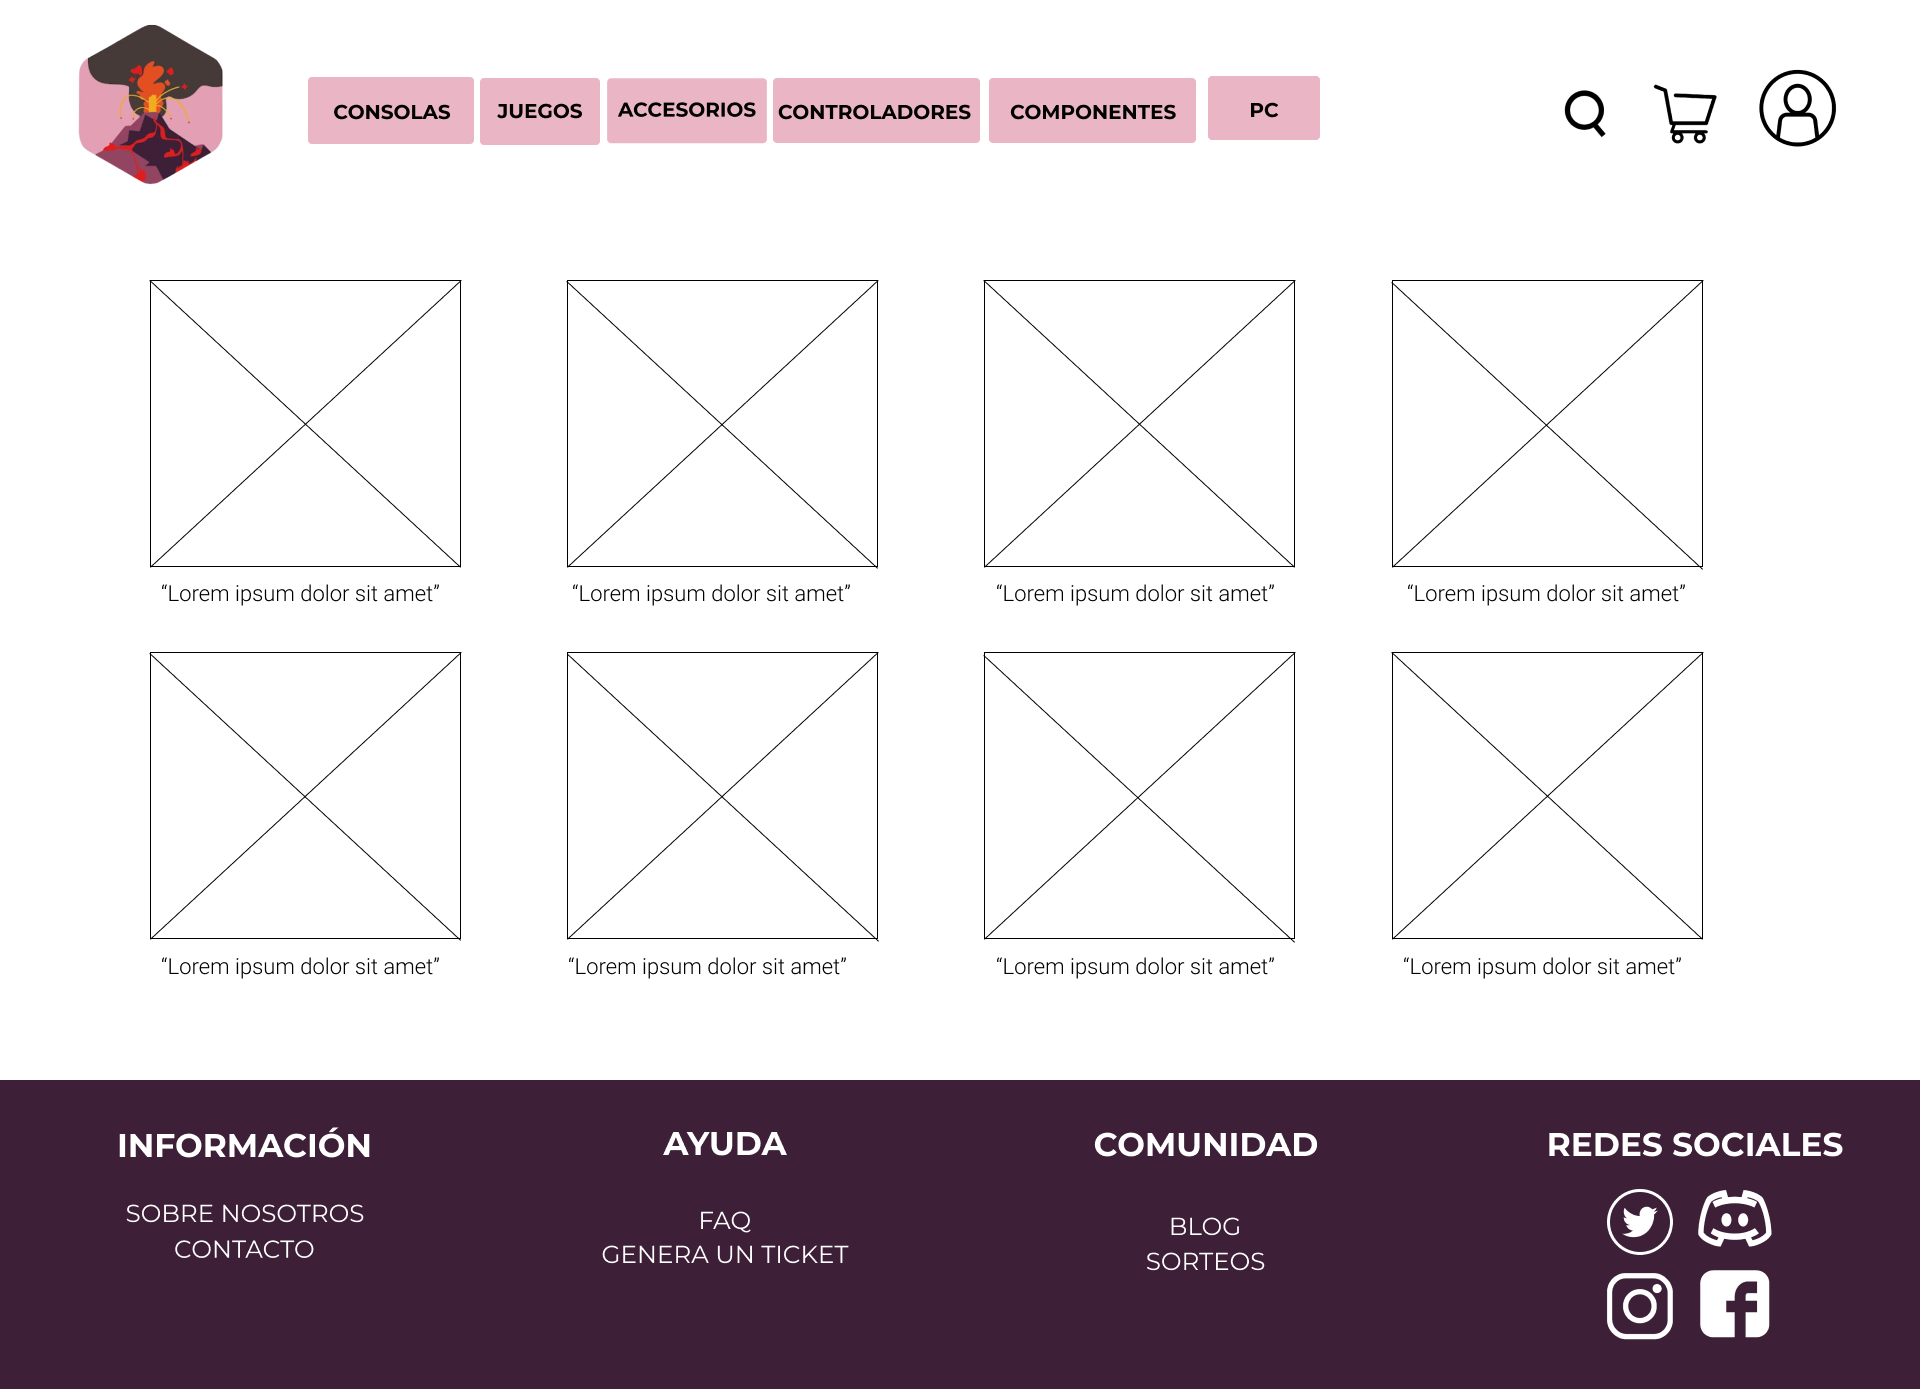 CONSOLAS
JUEGOS
ACCESORIOS
CONTROLADORES
COMPONENTES
PC
“Lorem ipsum dolor sit amet”
“Lorem ipsum dolor sit amet”
“Lorem ipsum dolor sit amet”
“Lorem ipsum dolor sit amet”
“Lorem ipsum dolor sit amet”
“Lorem ipsum dolor sit amet”
“Lorem ipsum dolor sit amet”
“Lorem ipsum dolor sit amet”
INFORMACIÓN
SOBRE NOSOTROS
CONTACTO
AYUDA
FAQ
GENERA UN TICKET
COMUNIDAD
BLOG
SORTEOS
REDES SOCIALES